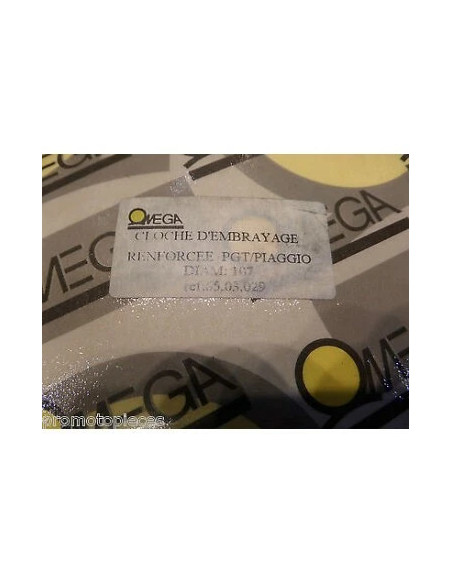 OMEGA
OMEGA
CLOCHE D'EMBRAYAGE
RENFORCEE PGT/PIAGGIO
DIAM: 107
OMEGA
OMEGA
promotopieces